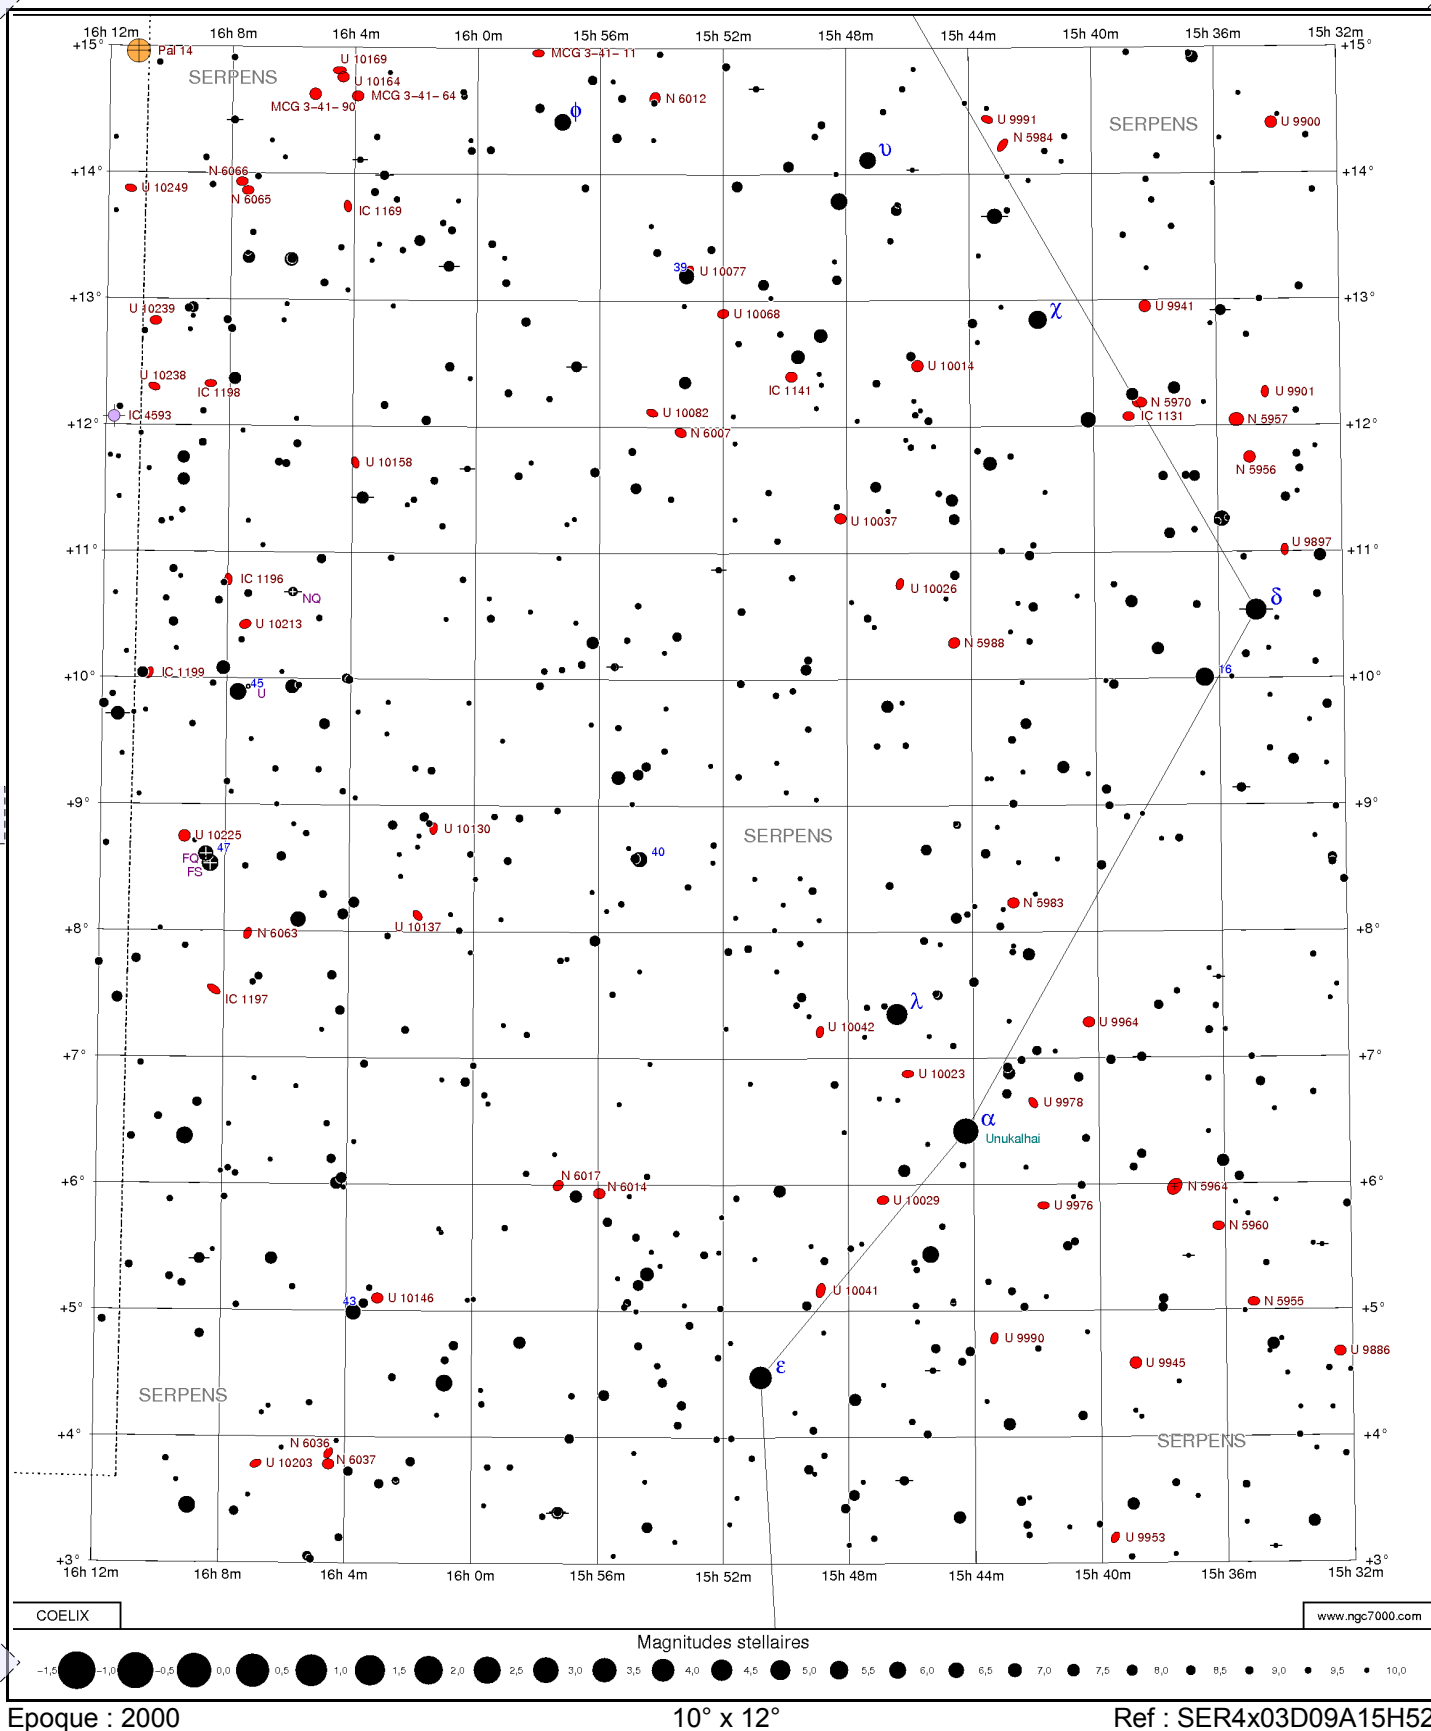 16h 12m 16h 8m 16h 4m 16h 0m 15h 56m 15h 52m 15h 48m 15h 44m 15h 40m 15h 36m 15h 32m
+15° +15°
Pal 14
MCG 3-41- 11
U 10169
SERPENS
U 10164
MCG 3-41- 64
MCG 3-41- 90
N 6012
φ
U 9991
SERPENS
U 9900
N 5984
υ
+14° +14°
N 6066
U 10249
N 6065
IC 1169
39
U 10077
+13° +13°
U 10239
U 10068
χ
U 9941
U 10238
IC 1198
IC 1141
U 10014
U 9901
N 5970
IC 4593
U 10082
IC 1131
N 5957
+12° +12°
N 6007
U 10158
N 5956
U 10037
U 9897
+11° +11°
IC 1196
NQ
U 10026
δ
U 10213
N 5988
IC 1199
16
+10° +10°
45
U
+9° +9°
U 10225
U 10130
SERPENS
47
FQ
FS
40
N 5983
+8° +8°
N 6063
U 10137
IC 1197
λ
U 10042
U 9964
+7° +7°
U 10023
U 9978
α
Unukalhai
+6° +6°
N 6017
N 6014
N 5964
U 10029
U 9976
N 5960
U 10041
43
U 10146
N 5955
+5° +5°
U 9990
U 9945
U 9886
ε
SERPENS
+4° +4°
N 6036
N 6037
U 10203
SERPENS
U 9953
+3° +3°
16h 12m 16h 8m 16h 4m 16h 0m 15h 56m 15h 52m 15h 48m 15h 44m 15h 40m 15h 36m 15h 32m
COELIX www.ngc7000.com
Magnitudes stellaires
-1,5 -1,0 -0,5 0,0 0,5 1,0 1,5 2,0 2,5 3,0 3,5 4,0 4,5 5,0 5,5 6,0 6,5 7,0 7,5 8,0 8,5 9,0 9,5 10,0
Epoque : 2000 10° x 12° Ref : SER4x03D09A15H52